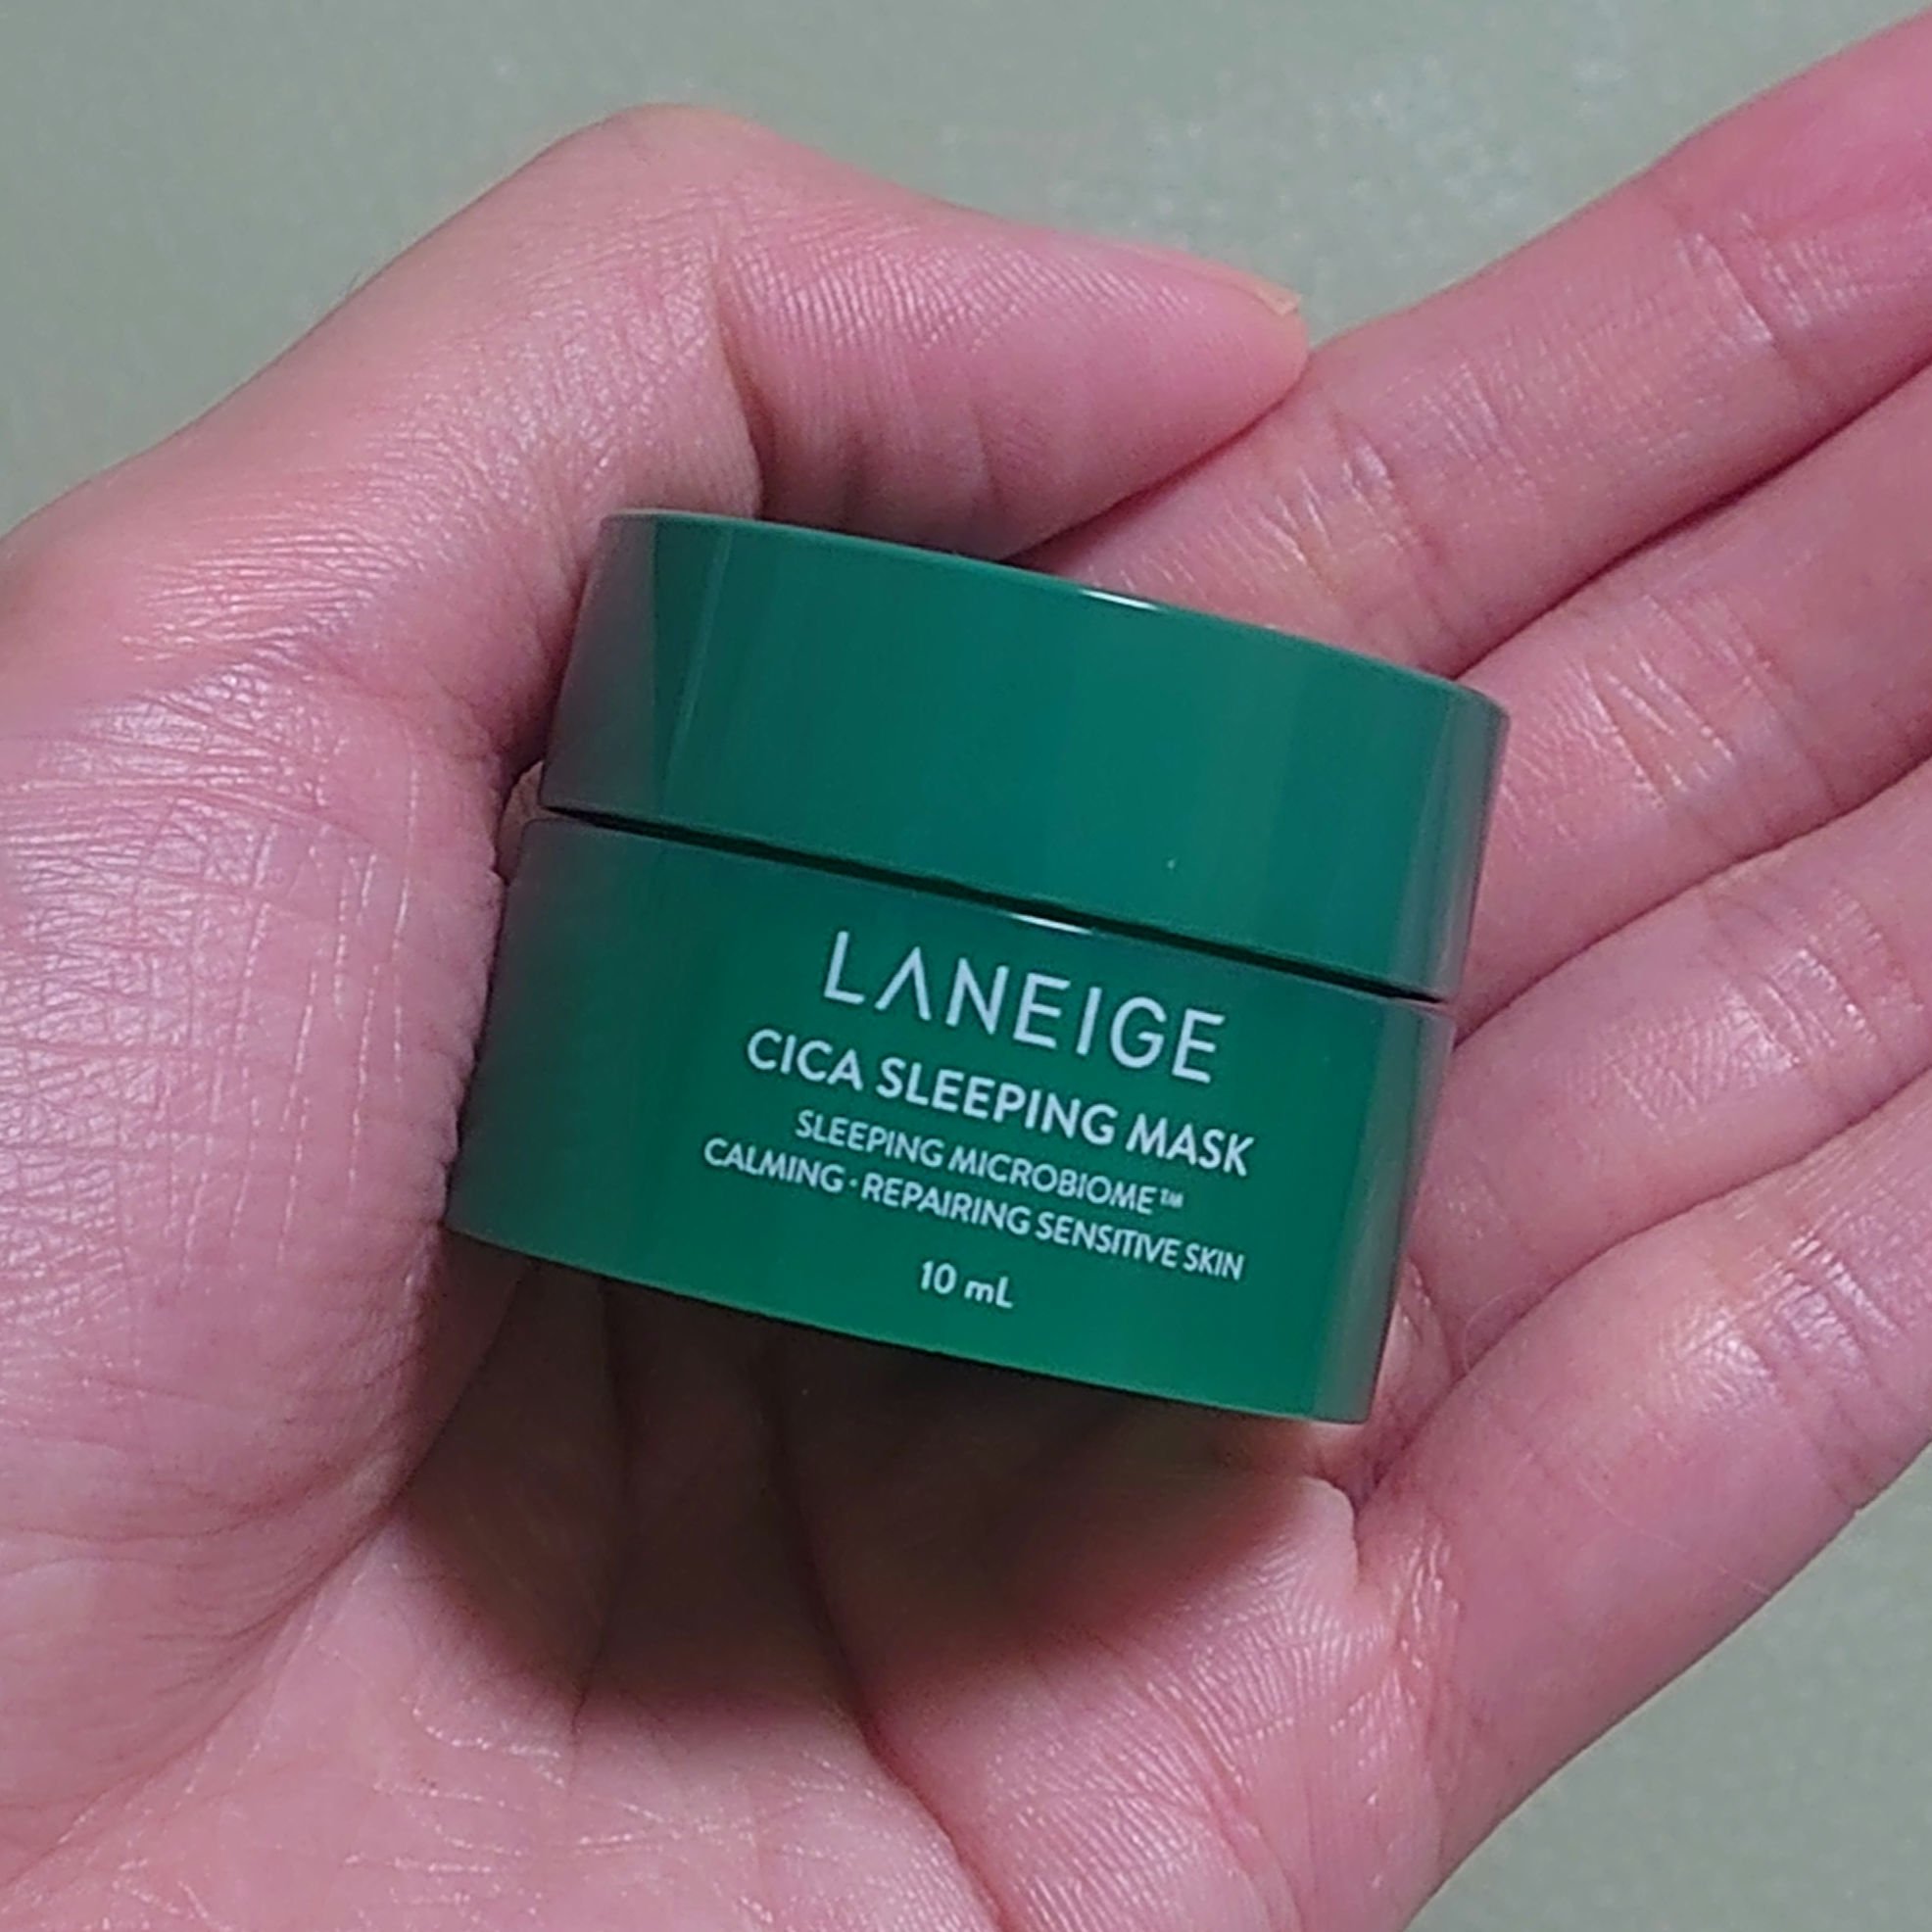 LANEIGE
CICA SLEEPING MASK
SLEEPING MICROBIOME™
CALMING·REPAIRING SENSITIVE SKIN
10 mL